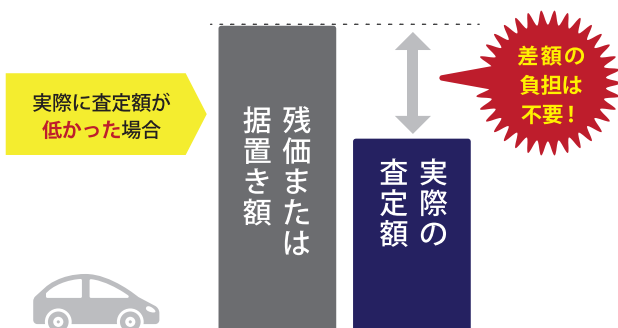 実際に査定額が
低かった場合
残価または
据置き額
実際の
査定額
差額の
負担は
不要！